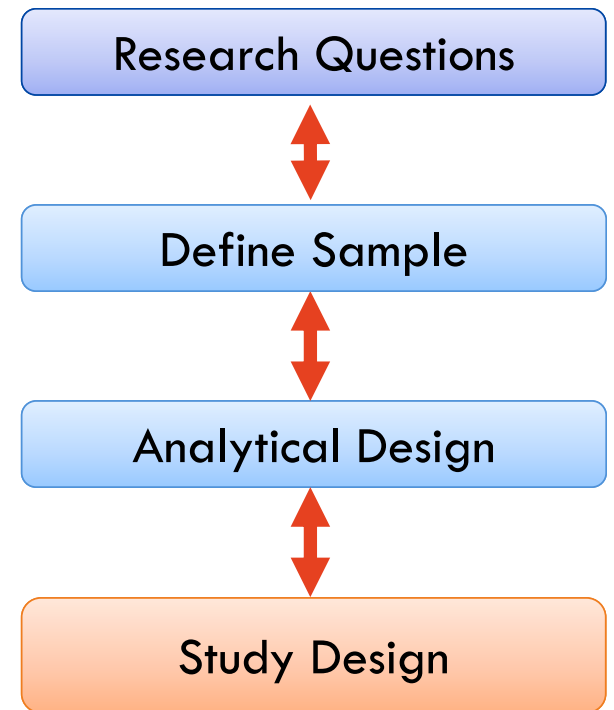 Research Questions
Define Sample
Analytical Design
Study Design